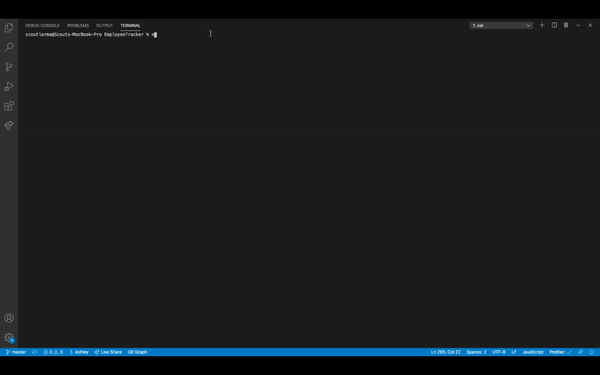 DEBUG CONSOLE PROBLEMS OUTPUT TERMINAL 1: zsh
scoutlerma@Scouts-MacBook-Pro EmployeeTracker % n
master 0 0 Ashley Live Share Git Graph Ln 265, Col 22 Spaces: 2 UTF-8 LF JavaScript Prettier